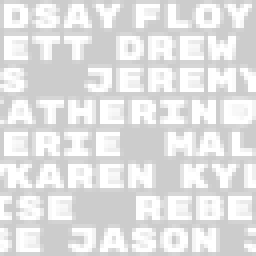 DSAY FLOY
ETT DREW
S JEREMY
ATHERINE
ERIE MAL
KAREN KYL
ISE REBE
SE JASON J